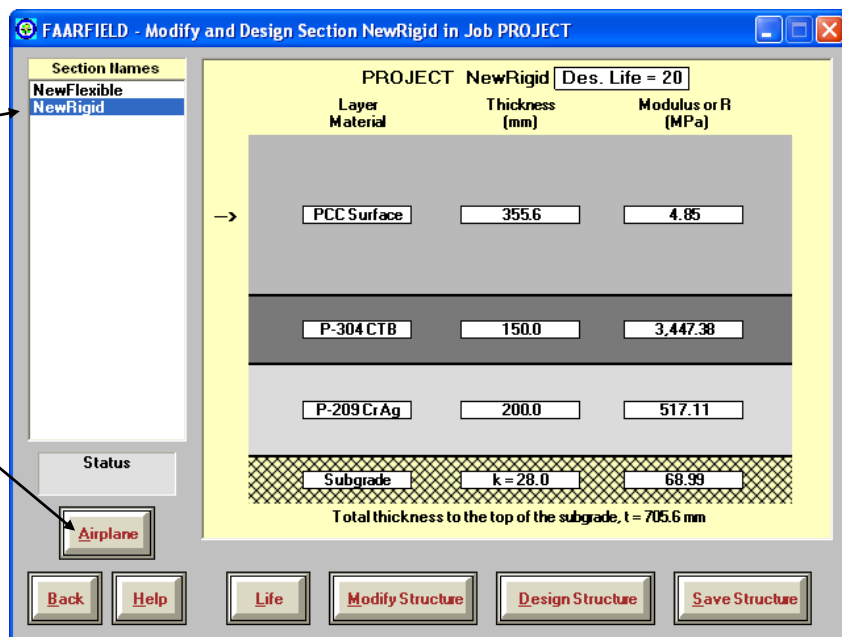 FAARFIELD - Modify and Design Section NewRigid in Job PROJECT
Section Names
NewFlexible
NewRigid
PROJECT NewRigid Des. Life = 20
Layer Material Thickness (mm) Modulus or R (MPa)
-->  PCC Surface 355.6 4.85
P-304 CTB 150.0 3,447.38
P-209 CrAg 200.0 517.11
Subgrade k = 28.0 68.99
Total thickness to the top of the subgrade, t = 705.6 mm
Status
Airplane
Back Help Life Modify Structure Design Structure Save Structure